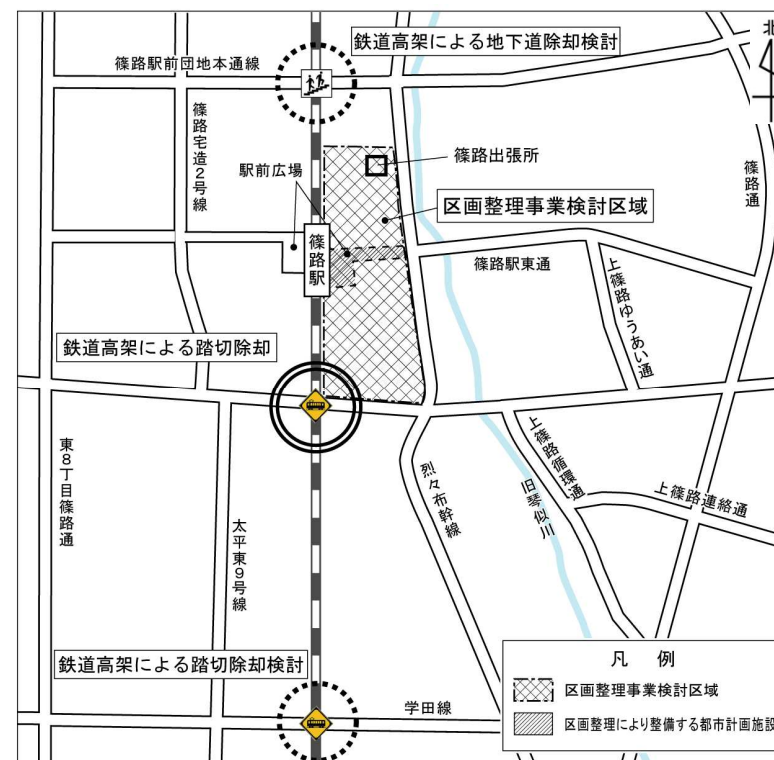 鉄道高架による地下道除却検討
北
篠路駅前団地本通線
篠路宅造2号線
駅前広場
篠路出張所
区画整理事業検討区域
篠路通
篠路駅
篠路駅東通
上篠路ゆうあい通
鉄道高架による踏切除却
東8丁目篠路通
太平東9号線
烈々布幹線
上篠路循環通
旧琴似川
上篠路連絡通
鉄道高架による踏切除却検討
学田線
凡 例
区画整理事業検討区域
区画整理により整備する都市計画施設